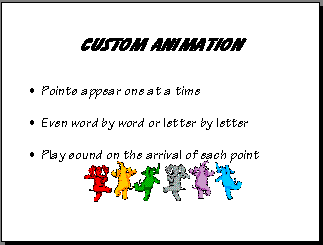 CUSTOM ANIMATION
• Points appear one at a time
• Even word by word or letter by letter
• Play sound on the arrival of each point